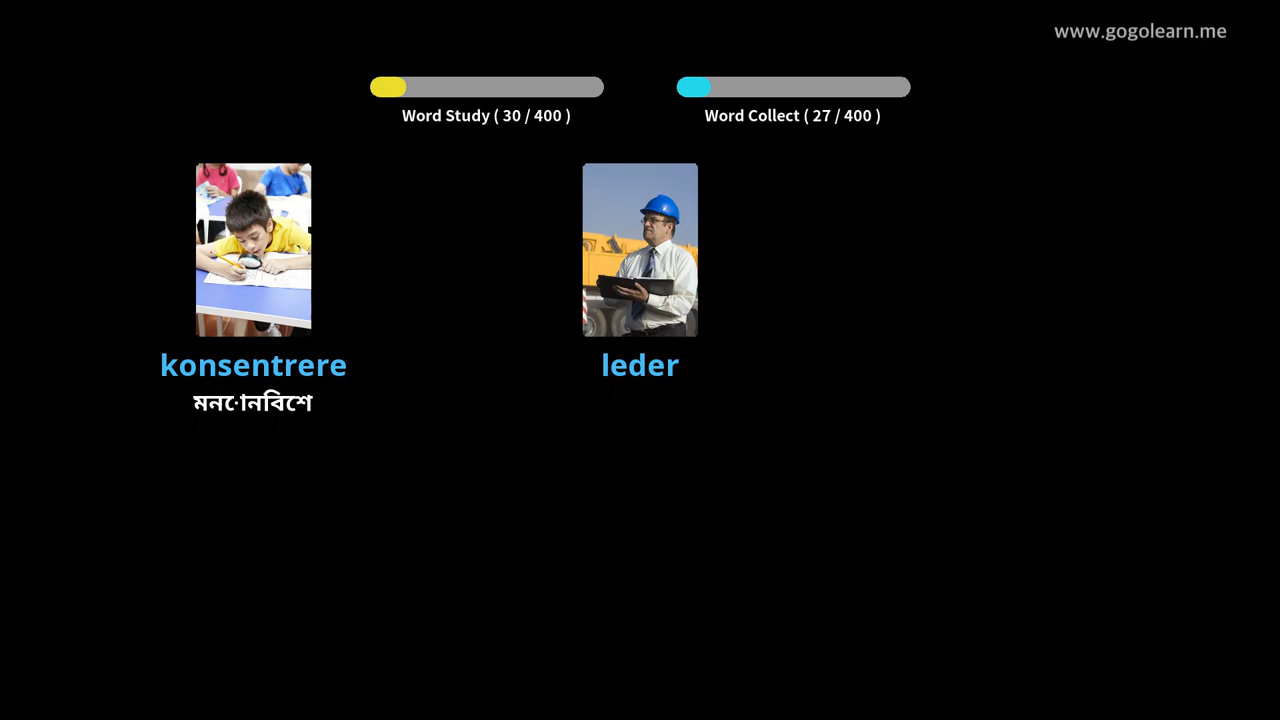 www.gogolearn.me
Word Study ( 30 / 400 )
Word Collect ( 27 / 400 )
konsentrere
leder
মনোনিবেশ